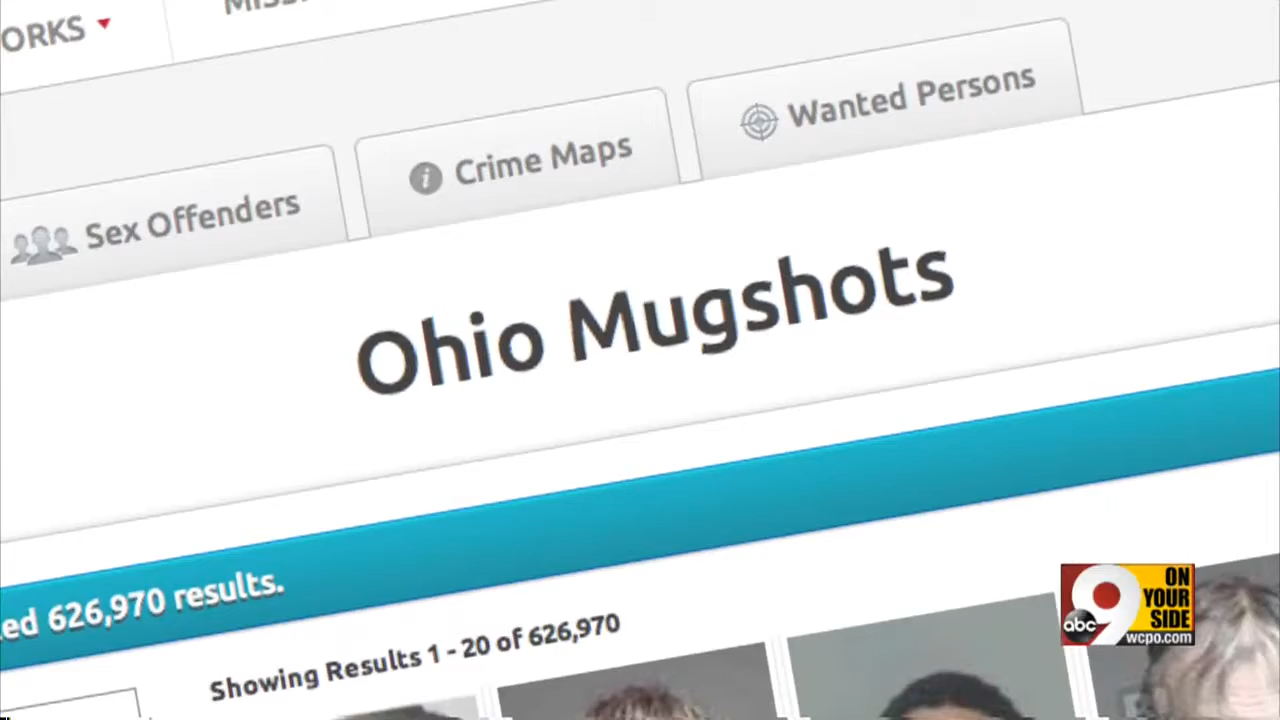 ORKS
Wanted Persons
Crime Maps
Sex Offenders
Ohio Mugshots
ed 626,970 results.
Showing Results 1 - 20 of 626,970
abc 9 ON
YOUR
SIDE
wcpo.com